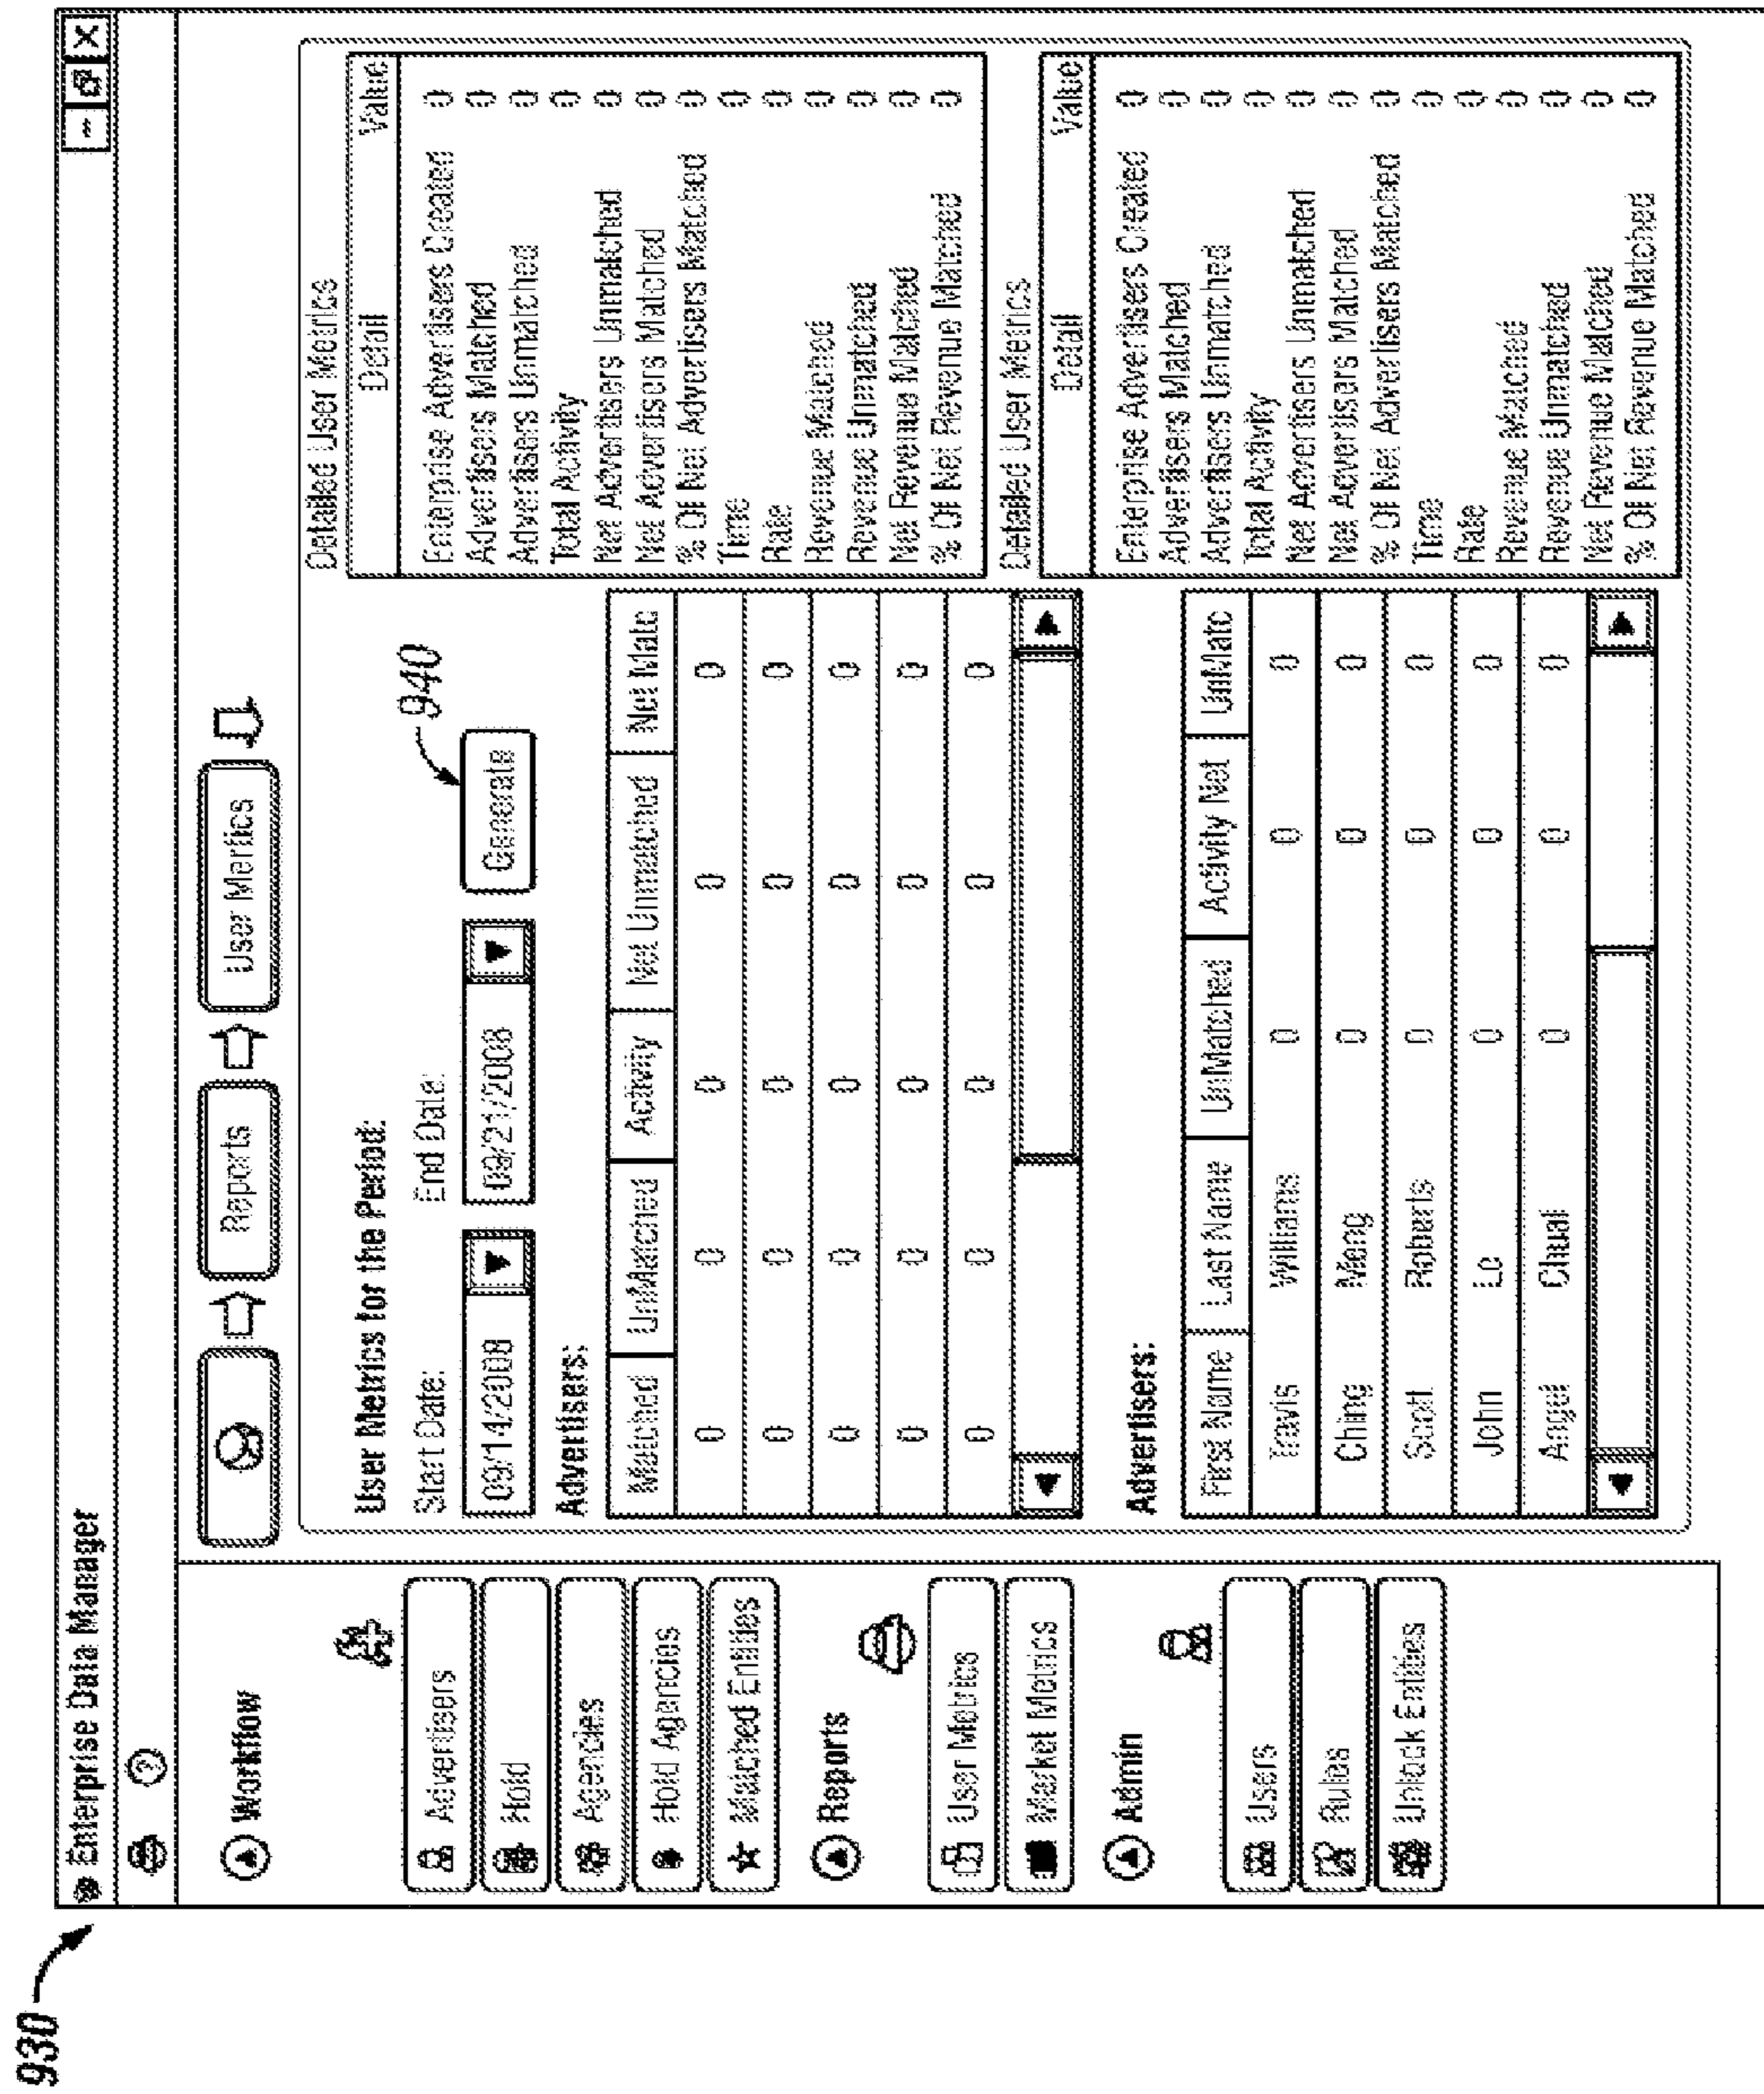 930
Enterprise Data Manager
Workflow
Advertisers
Hold
Agencies
Hold Agencies
Matched Entities
Reports
User Metrics
Market Metrics
Admin
Users
Rules
Unlock Entities
Reports
User Mertics
User Metrics for the Period:
Start Date: End Date:
09/14/2008 09/21/2008 Generate
940
Advertisers:
Matched UnMatched Activity Net Unmatched Net Matc
0 0 0 0 0
0 0 0 0 0
0 0 0 0 0
0 0 0 0 0
0 0 0 0 0
Advertisers:
First Name Last Name UnMatched Activity Net UnMatc
Travis Williams 0 0 0
Ching Meng 0 0 0
Scott Roberts 0 0 0
John Lo 0 0 0
Angel Chuat 0 0 0
Detailed User Metrics
Detail Value
Enterprise Advertisers Created 0
Advertisers Matched 0
Advertisers Unmatched 0
Total Activity 0
Net Advertisers Unmatched 0
Net Advertisers Matched 0
% Of Net Advertisers Matched 0
Time 0
Rate 0
Revenue Matched 0
Revenue Unmatched 0
Net Revenue Matched 0
% Of Net Revenue Matched 0
Detailed User Metrics
Detail Value
Enterprise Advertisers Created 0
Advertisers Matched 0
Advertisers Unmatched 0
Total Activity 0
Net Advertisers Unmatched 0
Net Advertisers Matched 0
% Of Net Advertisers Matched 0
Time 0
Rate 0
Revenue Matched 0
Revenue Unmatched 0
Net Revenue Matched 0
% Of Net Revenue Matched 0